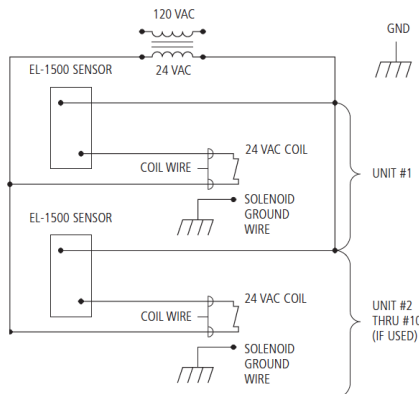 120 VAC
GND
24 VAC
EL-1500 SENSOR
24 VAC COIL
COIL WIRE
UNIT #1
SOLENOID
GROUND
WIRE
EL-1500 SENSOR
24 VAC COIL
COIL WIRE
UNIT #2
THRU #10
(IF USED)
SOLENOID
GROUND
WIRE